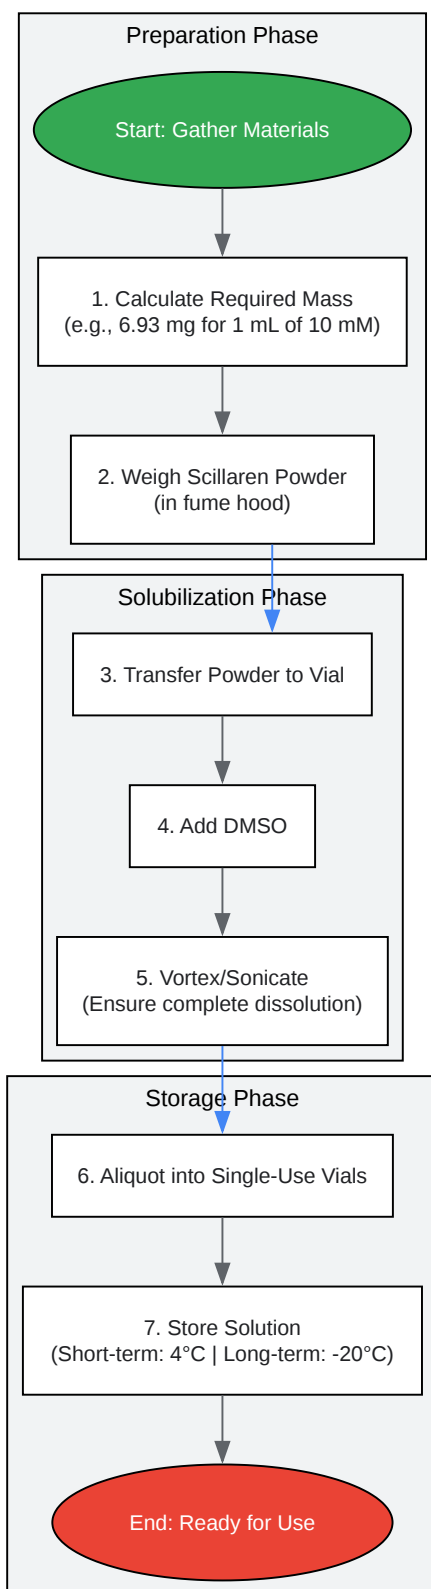 Preparation Phase
Start: Gather Materials
1. Calculate Required Mass
(e.g., 6.93 mg for 1 mL of 10 mM)
2. Weigh Scillaren Powder
(in fume hood)
Solubilization Phase
3. Transfer Powder to Vial
4. Add DMSO
5. Vortex/Sonicate
(Ensure complete dissolution)
Storage Phase
6. Aliquot into Single-Use Vials
7. Store Solution
(Short-term: 4°C | Long-term: -20°C)
End: Ready for Use